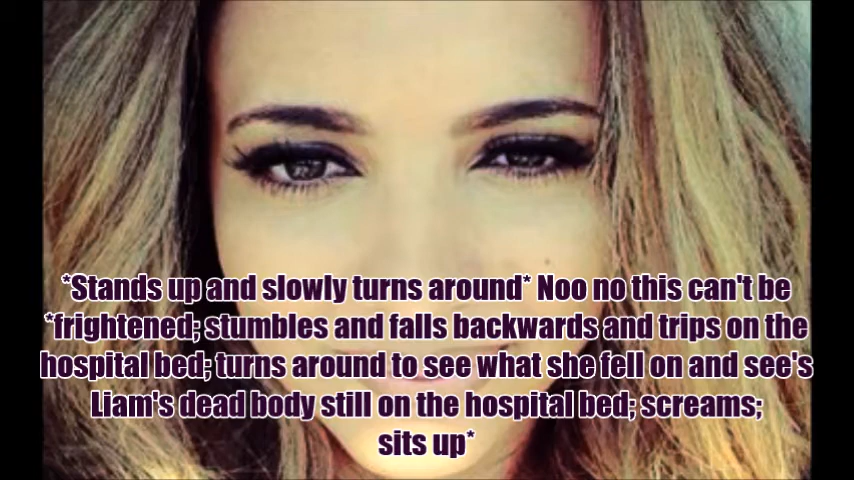 *Stands up and slowly turns around* Noo no this can't be
*frightened; stumbles and falls backwards and trips on the
hospital bed; turns around to see what she fell on and see's
Liam's dead body still on the hospital bed; screams;
sits up*